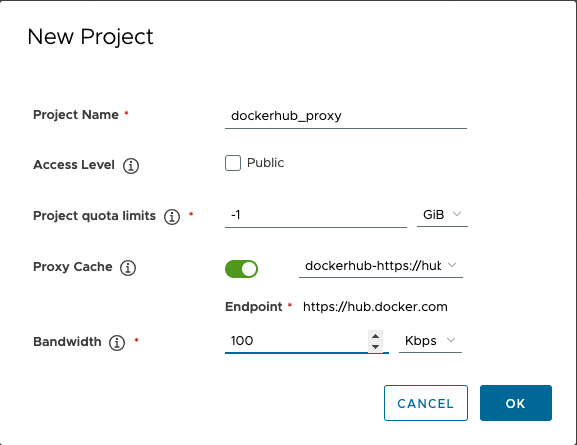 New Project
Project Name *
dockerhub_proxy
Access Level
Public
Project quota limits *
-1 GiB
Proxy Cache
dockerhub-https://hub
Endpoint * https://hub.docker.com
Bandwidth *
100 Kbps
CANCEL OK